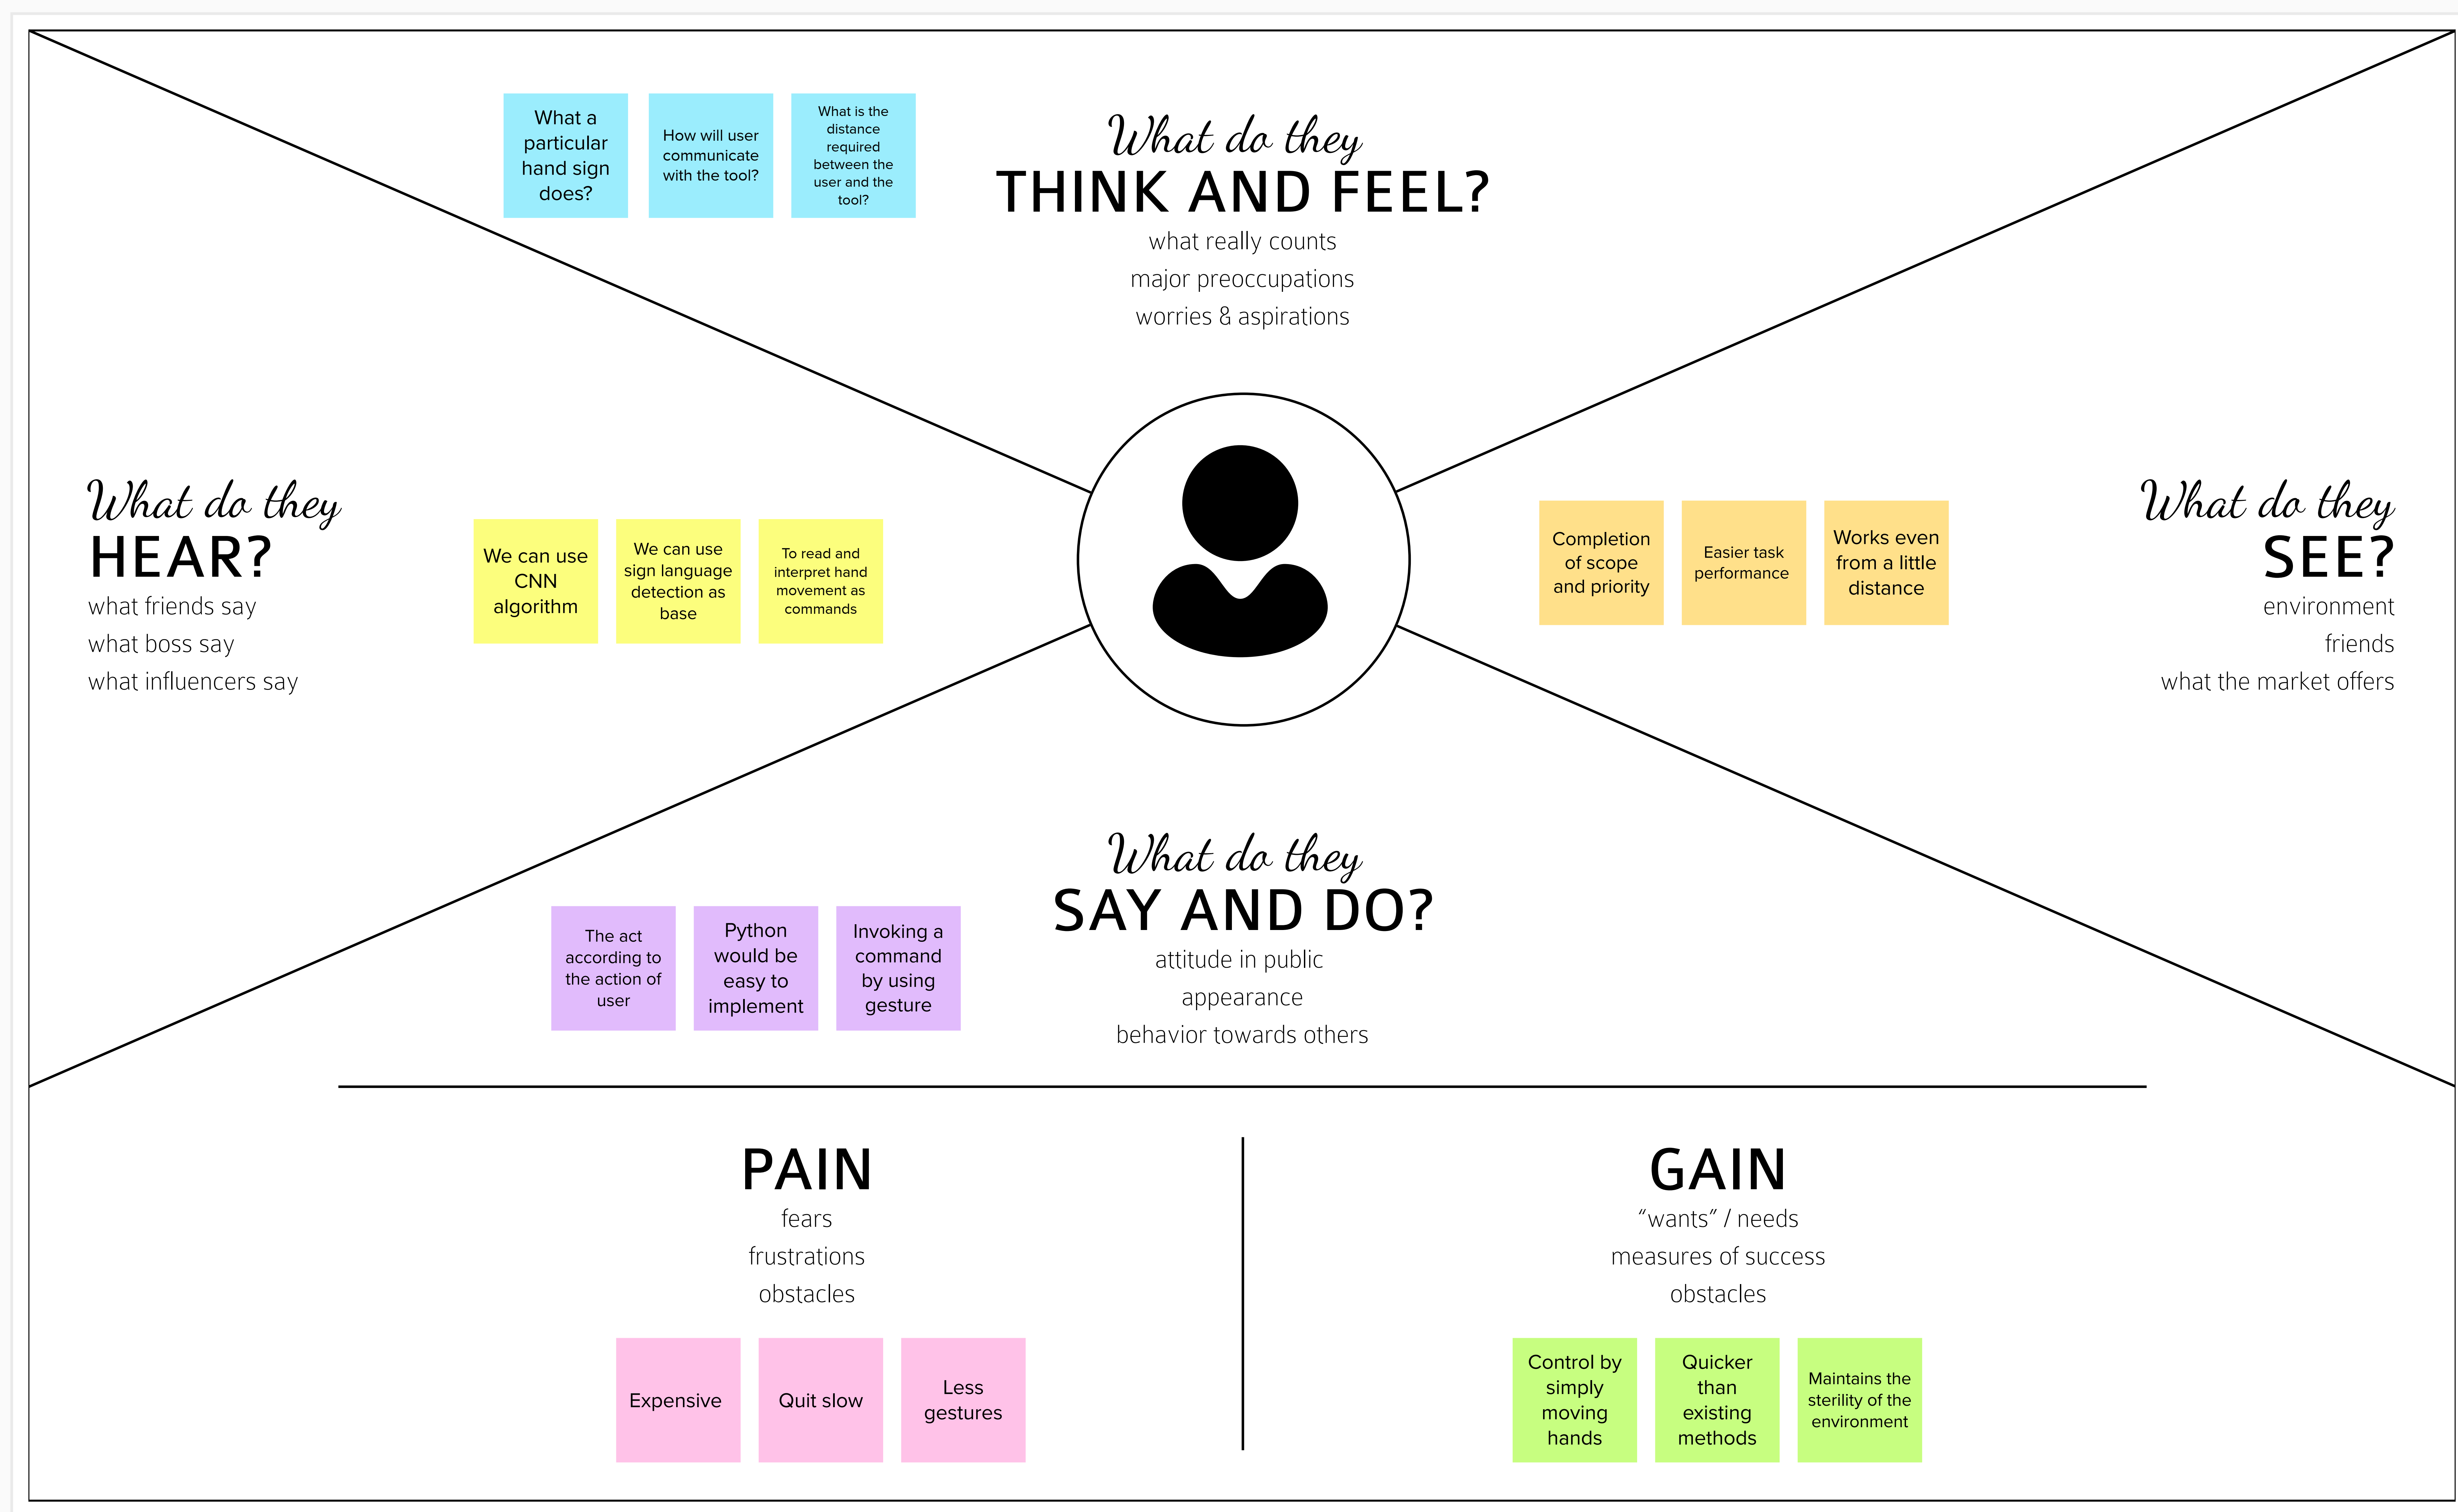 What a
particular
hand sign
does?
How will user
communicate
with the tool?
What is the
distance
required
between the
user and the
tool?
What do they
THINK AND FEEL?
what really counts
major preoccupations
worries & aspirations
What do they
HEAR?
what friends say
what boss say
what influencers say
We can use
CNN
algorithm
We can use
sign language
detection as
base
To read and
interpret hand
movement as
commands
Completion
of scope
and priority
Easier task
performance
Works even
from a little
distance
What do they
SEE?
environment
friends
what the market offers
What do they
SAY AND DO?
attitude in public
appearance
behavior towards others
The act
according to
the action of
user
Python
would be
easy to
implement
Invoking a
command
by using
gesture
PAIN
fears
frustrations
obstacles
Expensive
Quit slow
Less
gestures
GAIN
“wants” / needs
measures of success
obstacles
Control by
simply
moving
hands
Quicker
than
existing
methods
Maintains the
sterility of the
environment